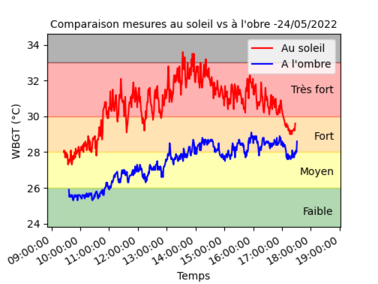 Comparaison mesures au soleil vs à l'obre -24/05/2022
Au soleil
A l'ombre
Très fort
Fort
Moyen
Faible
WBGT (°C)
34
32
30
28
26
24
09:00:00
10:00:00
11:00:00
12:00:00
13:00:00
14:00:00
15:00:00
16:00:00
17:00:00
18:00:00
19:00:00
Temps